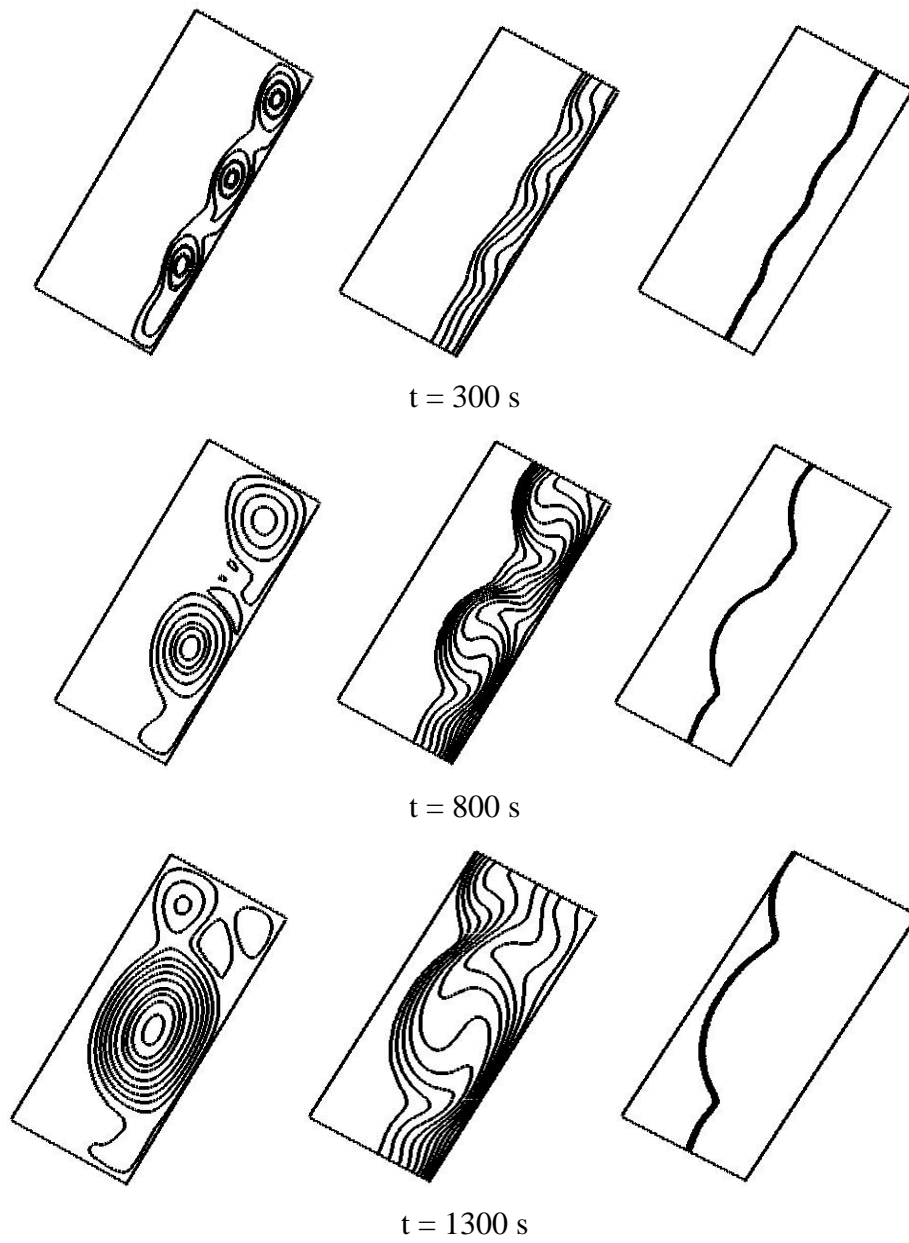 t = 300 s
t = 800 s
t = 1300 s